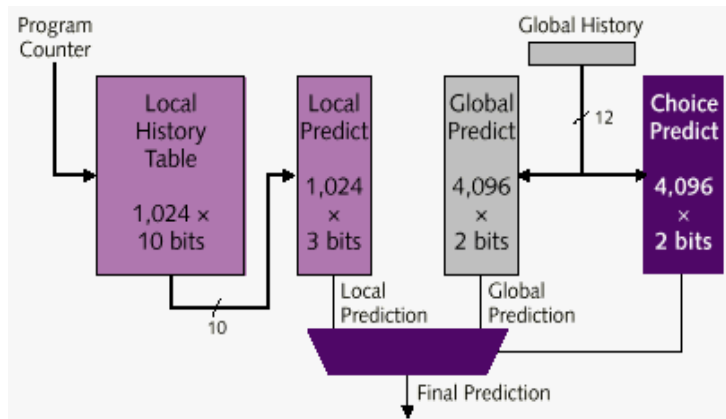 Program
Counter
Global History
Local
History
Table
1,024 ×
10 bits
Local
Predict
1,024
×
3 bits
Global
Predict
4,096
×
2 bits
12
Choice
Predict
4,096
×
2 bits
10
Local
Prediction
Global
Prediction
Final Prediction